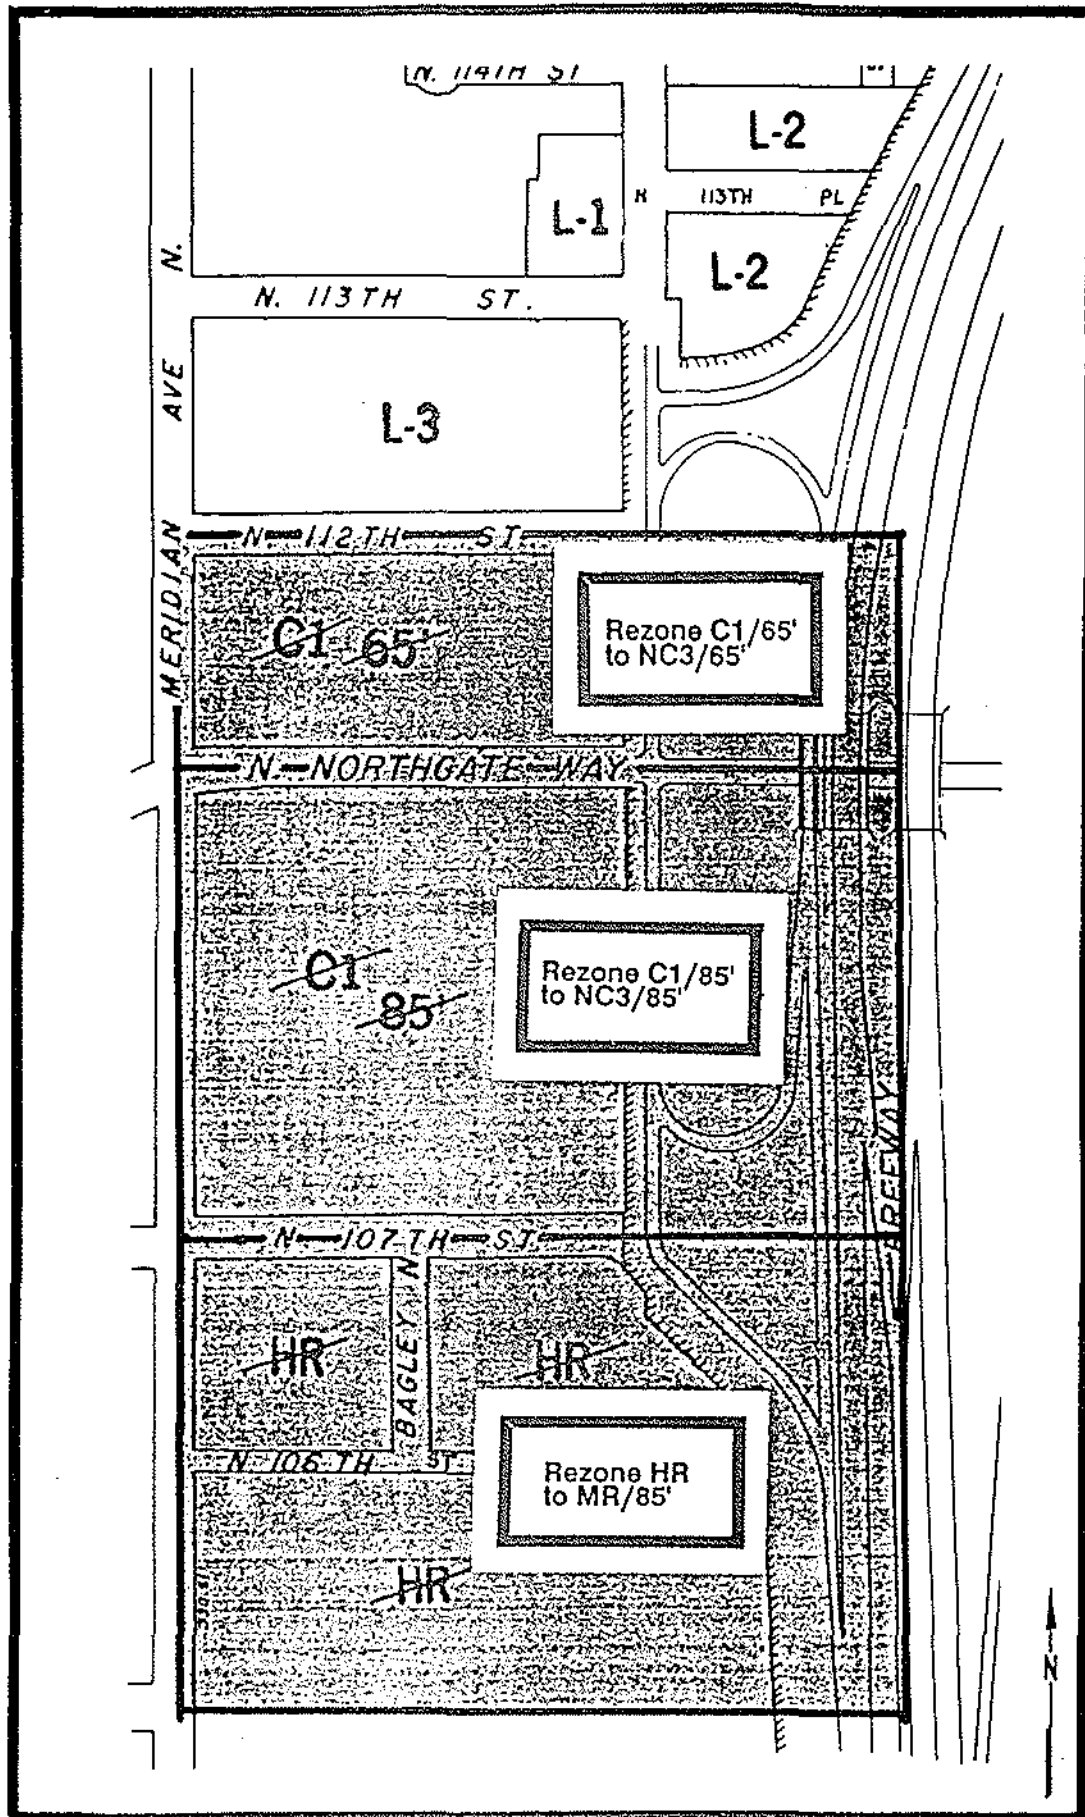 N. 114TH ST
L-2
L-1
N 113TH PL
L-2
N. 113TH ST.
MERIDIAN AVE N.
L-3
N. 112TH ST.
C1 65'
Rezone C1/65'
to NC3/65'
N. NORTHGATE WAY
C1
85'
Rezone C1/85'
to NC3/85'
FREEWAY
N 107TH ST.
BAGLEY N
HR
HR
N 106 TH ST
Rezone HR
to MR/85'
HR
N